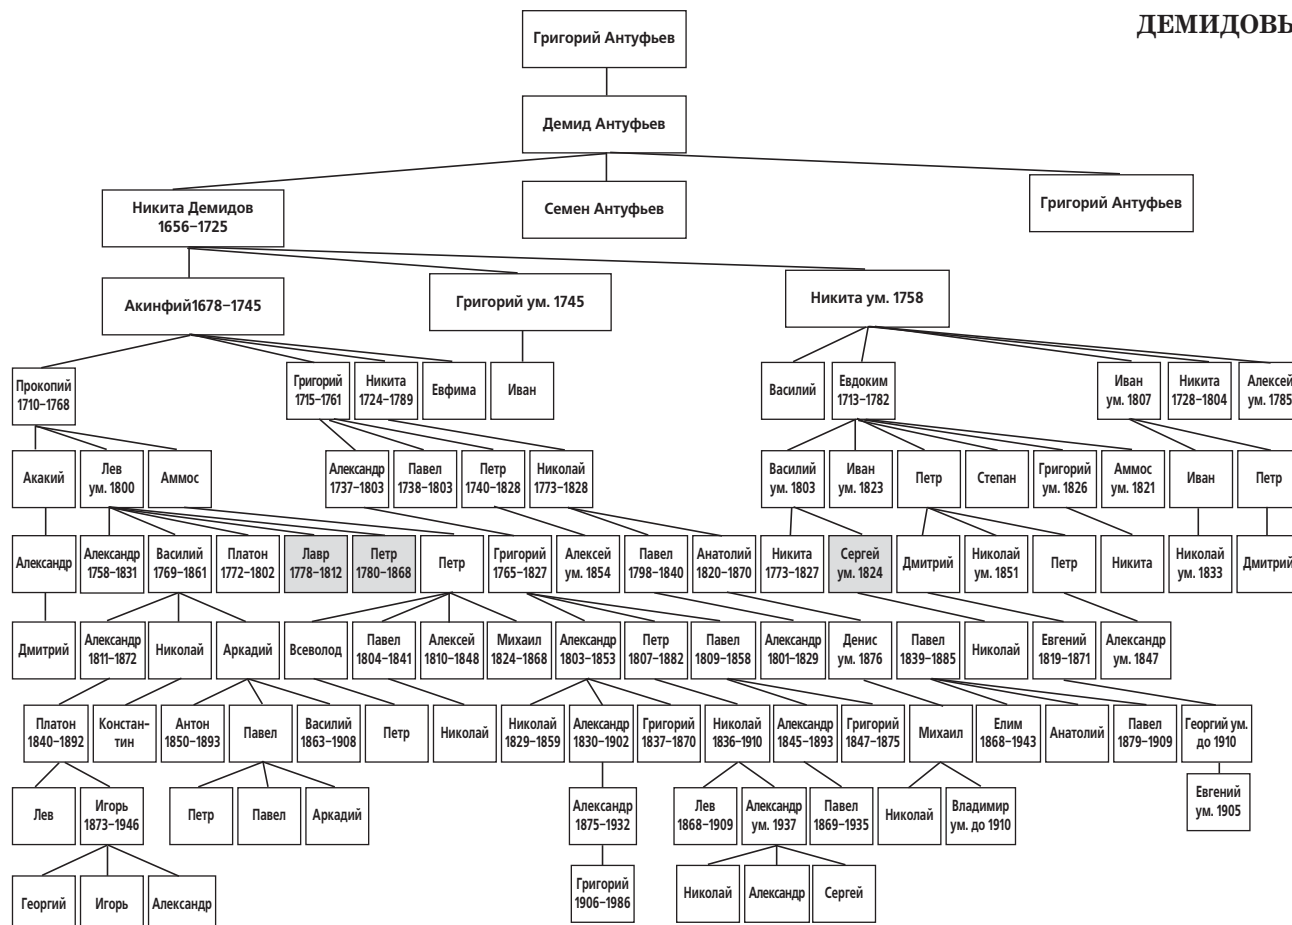 ДЕМИДОВЫ
Григорий Антуфьев
Демид Антуфьев
Никита Демидов
1656–1725
Семен Антуфьев
Григорий Антуфьев
Акинфий1678–1745
Григорий ум. 1745
Никита ум. 1758
Прокопий
1710–1768
Григорий
1715–1761
Никита
1724–1789
Евфима
Иван
Василий
Евдоким
1713–1782
Иван
ум. 1807
Никита
1728–1804
Алексей
ум. 1785
Акакий
Лев
ум. 1800
Аммос
Александр
1737–1803
Павел
1738–1803
Петр
1740–1828
Николай
1773–1828
Василий
ум. 1803
Иван
ум. 1823
Петр
Степан
Григорий
ум. 1826
Аммос
ум. 1821
Иван
Петр
Александр
Александр
1758–1831
Василий
1769–1861
Платон
1772–1802
Лавр
1778–1812
Петр
1780–1868
Петр
Григорий
1765–1827
Алексей
ум. 1854
Павел
1798–1840
Анатолий
1820–1870
Никита
1773–1827
Сергей
ум. 1824
Дмитрий
Николай
ум. 1851
Петр
Никита
Николай
ум. 1833
Дмитрий
Дмитрий
Александр
1811–1872
Николай
Аркадий
Всеволод
Павел
1804–1841
Алексей
1810–1848
Михаил
1824–1868
Александр
1803–1853
Петр
1807–1882
Павел
1809–1858
Александр
1801–1829
Денис
ум. 1876
Павел
1839–1885
Николай
Евгений
1819–1871
Александр
ум. 1847
Платон
1840–1892
Констан-
тин
Антон
1850–1893
Павел
Василий
1863–1908
Петр
Николай
Николай
1829–1859
Александр
1830–1902
Григорий
1837–1870
Николай
1836–1910
Александр
1845–1893
Григорий
1847–1875
Михаил
Елим
1868–1943
Анатолий
Павел
1879–1909
Георгий ум.
до 1910
Лев
Игорь
1873–1946
Петр
Павел
Аркадий
Александр
1875–1932
Лев
1868–1909
Александр
ум. 1937
Павел
1869–1935
Николай
Владимир
ум. до 1910
Евгений
ум. 1905
Георгий
Игорь
Александр
Григорий
1906–1986
Николай
Александр
Сергей